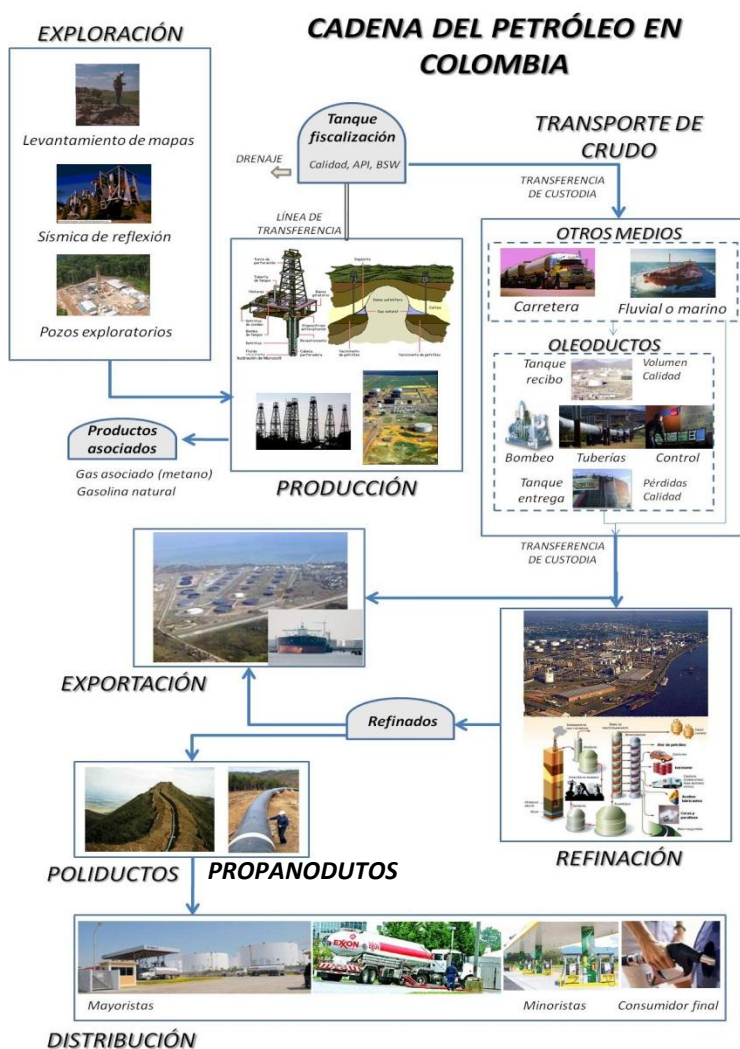 CADENA DEL PETRÓLEO EN
COLOMBIA
EXPLORACIÓN
Levantamiento de mapas
Sísmica de reflexión
Pozos exploratorios
Tanque
fiscalización
Calidad, API, BSW
DRENAJE
LÍNEA DE
TRANSFERENCIA
TRANSPORTE DE
CRUDO
TRANSFERENCIA
DE CUSTODIA
OTROS MEDIOS
Carretera
Fluvial o marino
OLEODUCTOS
Tanque
recibo
Volumen
Calidad
Bombeo
Tuberías
Control
Tanque
entrega
Pérdidas
Calidad
TRANSFERENCIA
DE CUSTODIA
Productos
asociados
Gas asociado (metano)
Gasolina natural
PRODUCCIÓN
EXPORTACIÓN
Refinados
REFINACIÓN
POLIDUCTOS
PROPANODUTOS
EXXON
Mayoristas
Minoristas
Consumidor final
DISTRIBUCIÓN